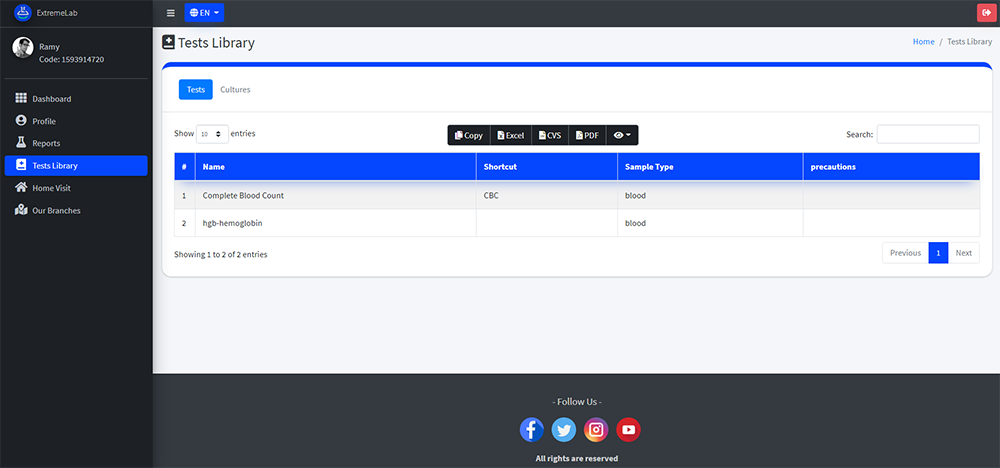 ExtremeLab
EN
Ramy
Code: 1593914720
Dashboard
Profile
Reports
Tests Library
Home Visit
Our Branches
Tests Library
Home / Tests Library
Tests Cultures
Show 10 entries
Copy Excel CVS PDF
Search:
# Name Shortcut Sample Type precautions
1 Complete Blood Count CBC blood
2 hgb-hemoglobin blood
Showing 1 to 2 of 2 entries
Previous 1 Next
- Follow Us -
All rights are reserved